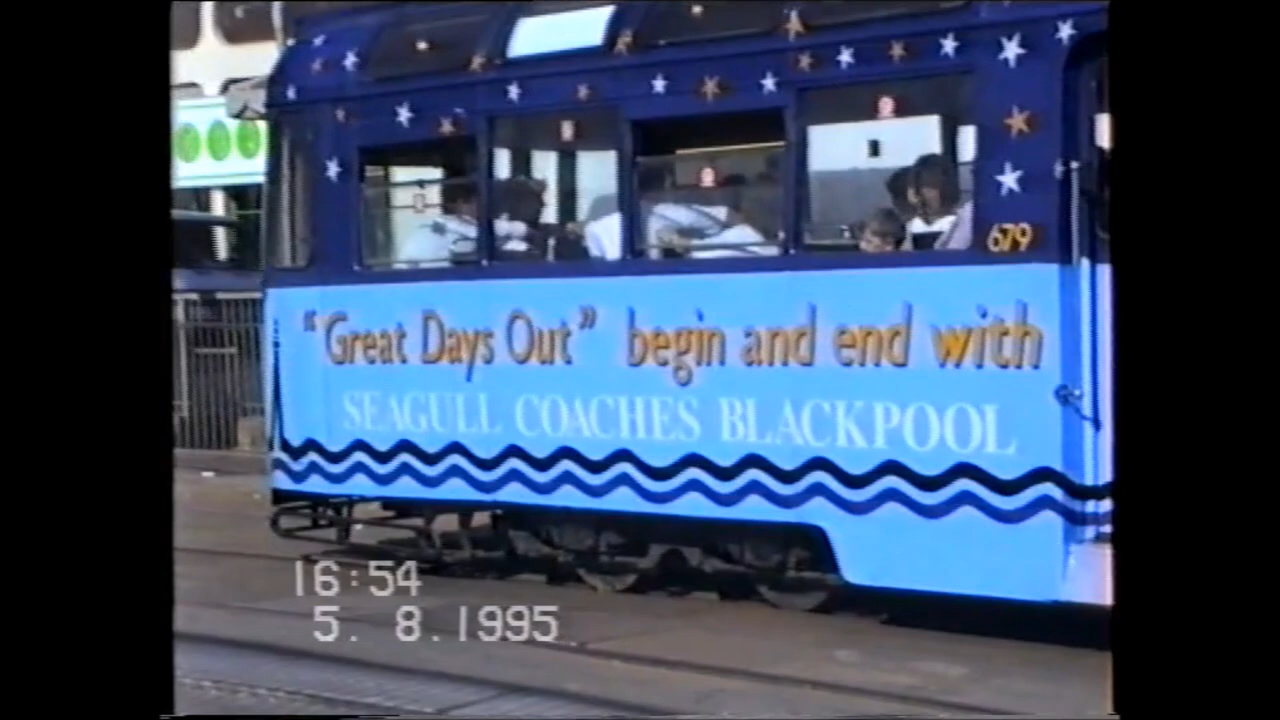 679
"Great Days Out" begin and end with
SEAGULL COACHES BLACKPOOL
16:54
5. 8.1995